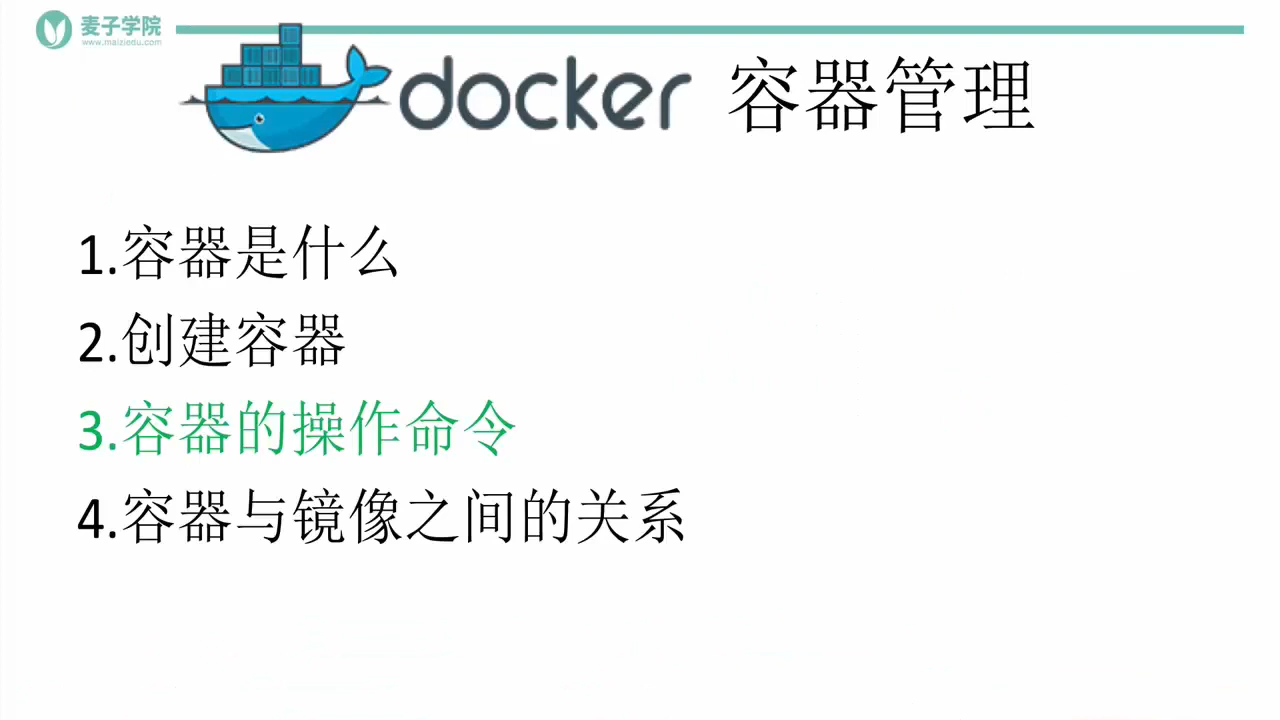 麦子学院
www.maiziedu.com
docker 容器管理
1.容器是什么
2.创建容器
3.容器的操作命令
4.容器与镜像之间的关系